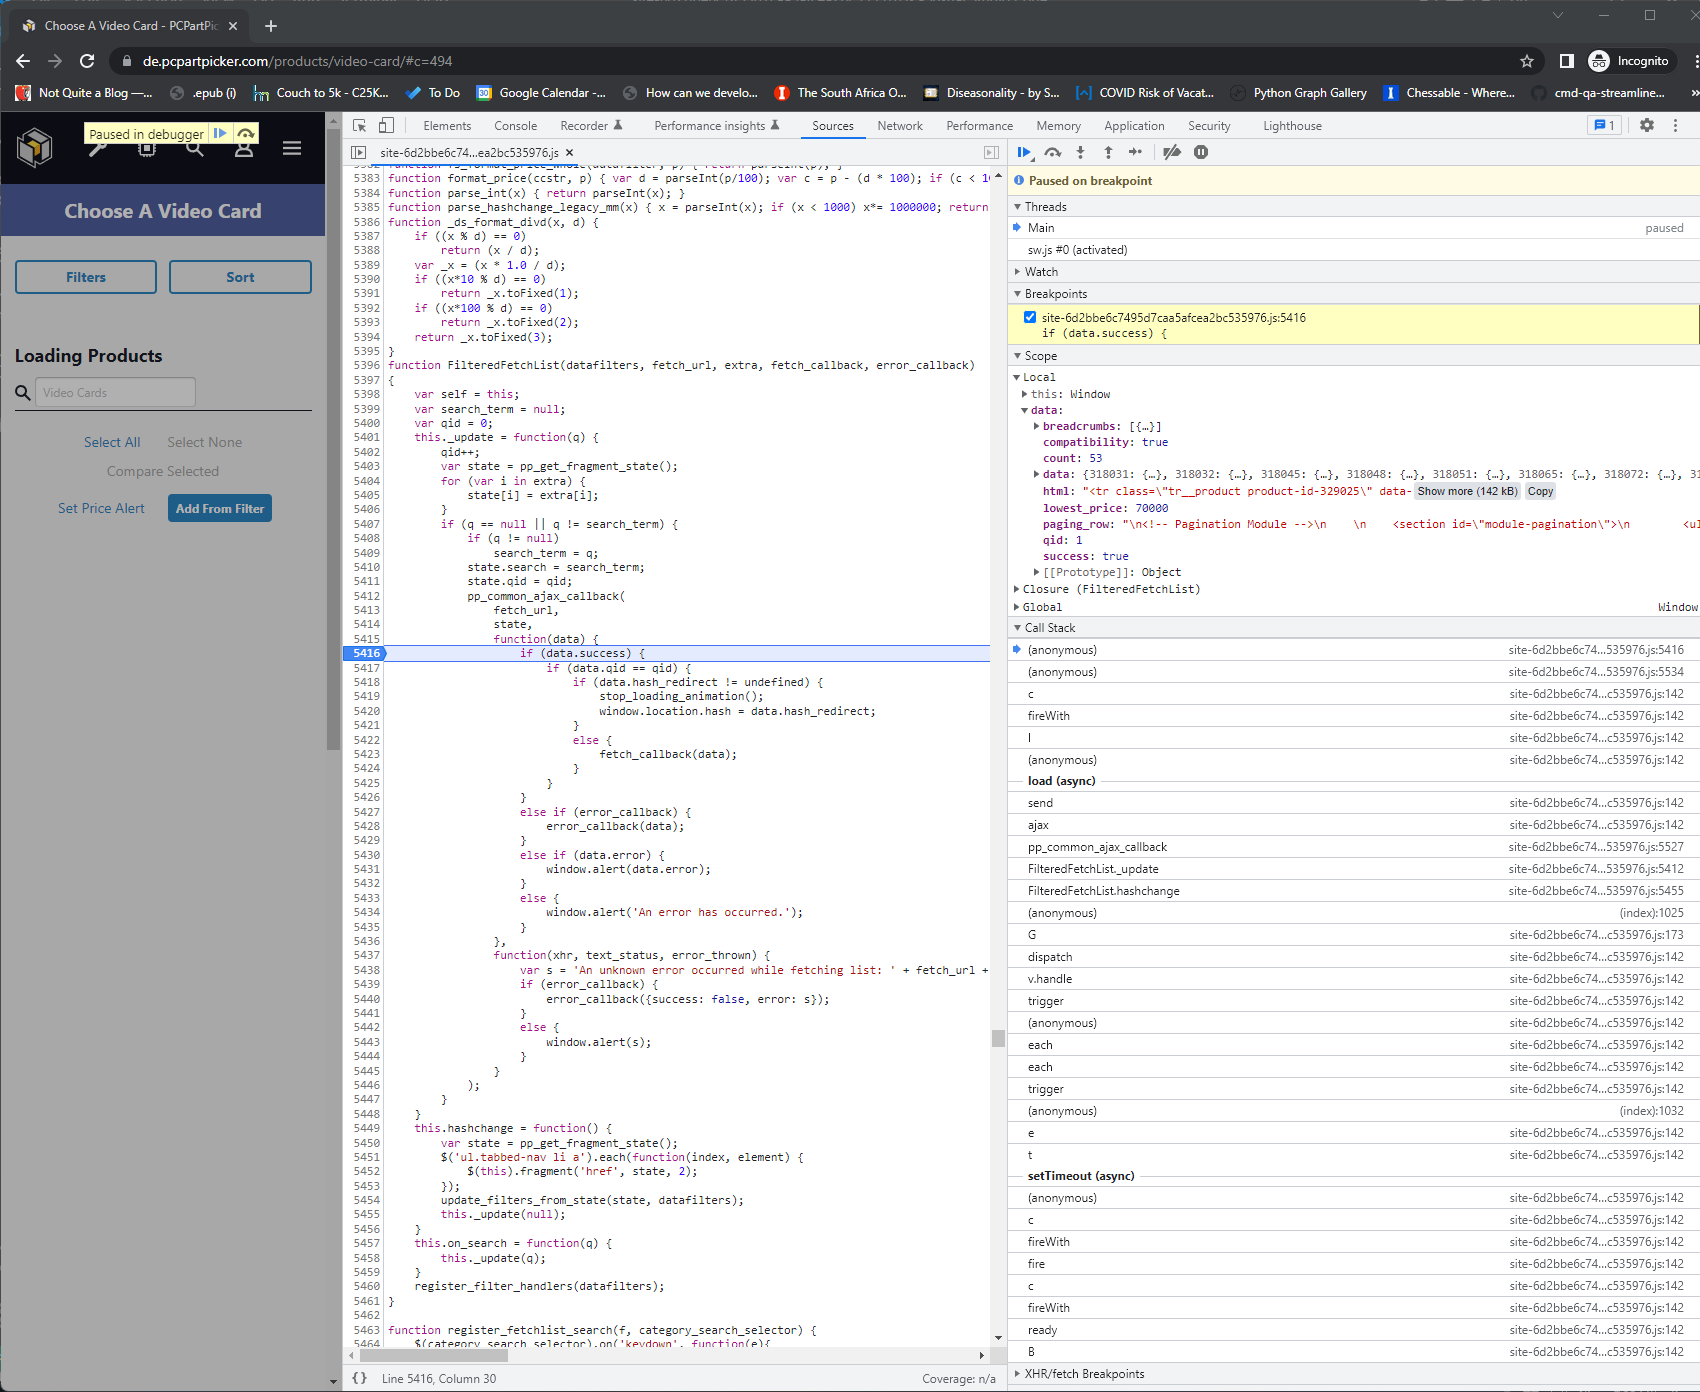 Choose A Video Card - PCPartPic
de.pcpartpicker.com/products/video-card/#c=494
Incognito
Not Quite a Blog —...
.epub (i)
Couch to 5k - C25K...
To Do
Google Calendar -...
How can we develo...
The South Africa O...
Diseasonality - by S...
COVID Risk of Vacat...
Python Graph Gallery
Chessable - Where...
cmd-qa-streamline...
Paused in debugger
Choose A Video Card
Filters
Sort
Loading Products
Video Cards
Select All
Select None
Compare Selected
Set Price Alert
Add From Filter
Elements
Console
Recorder
Performance insights
Sources
Network
Performance
Memory
Application
Security
Lighthouse
1
site-6d2bbe6c74...ea2bc535976.js
5383 function format_price(ccstr, p) { var d = parseInt(p/100); var c = p - (d * 100); if (c < 10
5384 function parse_int(x) { return parseInt(x); }
5385 function parse_hashchange_legacy_mm(x) { x = parseInt(x); if (x < 1000) x*= 1000000; return
5386 function _ds_format_divd(x, d) {
5387 if ((x % d) == 0)
5388 return (x / d);
5389 var _x = (x * 1.0 / d);
5390 if ((x*10 % d) == 0)
5391 return _x.toFixed(1);
5392 if ((x*100 % d) == 0)
5393 return _x.toFixed(2);
5394 return _x.toFixed(3);
5395 }
5396 function FilteredFetchList(datafilters, fetch_url, extra, fetch_callback, error_callback)
5397 {
5398 var self = this;
5399 var search_term = null;
5400 var qid = 0;
5401 this._update = function(q) {
5402 qid++;
5403 var state = pp_get_fragment_state();
5404 for (var i in extra) {
5405 state[i] = extra[i];
5406 }
5407 if (q == null || q != search_term) {
5408 if (q != null)
5409 search_term = q;
5410 state.search = search_term;
5411 state.qid = qid;
5412 pp_common_ajax_callback(
5413 fetch_url,
5414 state,
5415 function(data) {
5416 if (data.success) {
5417 if (data.qid == qid) {
5418 if (data.hash_redirect != undefined) {
5419 stop_loading_animation();
5420 window.location.hash = data.hash_redirect;
5421 }
5422 else {
5423 fetch_callback(data);
5424 }
5425 }
5426 }
5427 else if (error_callback) {
5428 error_callback(data);
5429 }
5430 else if (data.error) {
5431 window.alert(data.error);
5432 }
5433 else {
5434 window.alert('An error has occurred.');
5435 }
5436 },
5437 function(xhr, text_status, error_thrown) {
5438 var s = 'An unknown error occurred while fetching list: ' + fetch_url +
5439 if (error_callback) {
5440 error_callback({success: false, error: s});
5441 }
5442 else {
5443 window.alert(s);
5444 }
5445 }
5446 );
5447 }
5448 }
5449 this.hashchange = function() {
5450 var state = pp_get_fragment_state();
5451 $('ul.tabbed-nav li a').each(function(index, element) {
5452 $(this).fragment('href', state, 2);
5453 });
5454 update_filters_from_state(state, datafilters);
5455 this._update(null);
5456 }
5457 this.on_search = function(q) {
5458 this._update(q);
5459 }
5460 register_filter_handlers(datafilters);
5461 }
5462
5463 function register_fetchlist_search(f, category_search_selector) {
5464 $(category_search_selector).on('keydown', function(e){
{} Line 5416, Column 30
Coverage: n/a
Paused on breakpoint
Threads
Main paused
sw.js #0 (activated)
Watch
Breakpoints
site-6d2bbe6c7495d7caa5afcea2bc535976.js:5416
if (data.success) {
Scope
Local
this: Window
data:
breadcrumbs: [{…}]
compatibility: true
count: 53
data: {318031: {…}, 318032: {…}, 318045: {…}, 318048: {…}, 318051: {…}, 318065: {…}, 318072: {…}, 31
html: "<tr class=\"tr__product product-id-329025\" data- Show more (142 kB) Copy
lowest_price: 70000
paging_row: "\n<!-- Pagination Module -->\n \n <section id=\"module-pagination\">\n <ul
qid: 1
success: true
[[Prototype]]: Object
Closure (FilteredFetchList)
Global Window
Call Stack
(anonymous) site-6d2bbe6c74...535976.js:5416
(anonymous) site-6d2bbe6c74...535976.js:5534
c site-6d2bbe6c74...c535976.js:142
fireWith site-6d2bbe6c74...c535976.js:142
l site-6d2bbe6c74...c535976.js:142
(anonymous) site-6d2bbe6c74...c535976.js:142
load (async)
send site-6d2bbe6c74...c535976.js:142
ajax site-6d2bbe6c74...c535976.js:142
pp_common_ajax_callback site-6d2bbe6c74...535976.js:5527
FilteredFetchList._update site-6d2bbe6c74...535976.js:5412
FilteredFetchList.hashchange site-6d2bbe6c74...535976.js:5455
(anonymous) (index):1025
G site-6d2bbe6c74...c535976.js:173
dispatch site-6d2bbe6c74...c535976.js:142
v.handle site-6d2bbe6c74...c535976.js:142
trigger site-6d2bbe6c74...c535976.js:142
(anonymous) site-6d2bbe6c74...c535976.js:142
each site-6d2bbe6c74...c535976.js:142
each site-6d2bbe6c74...c535976.js:142
trigger site-6d2bbe6c74...c535976.js:142
(anonymous) (index):1032
e site-6d2bbe6c74...c535976.js:142
t site-6d2bbe6c74...c535976.js:142
setTimeout (async)
(anonymous) site-6d2bbe6c74...c535976.js:142
c site-6d2bbe6c74...c535976.js:142
fireWith site-6d2bbe6c74...c535976.js:142
fire site-6d2bbe6c74...c535976.js:142
c site-6d2bbe6c74...c535976.js:142
fireWith site-6d2bbe6c74...c535976.js:142
ready site-6d2bbe6c74...c535976.js:142
B site-6d2bbe6c74...c535976.js:142
XHR/fetch Breakpoints